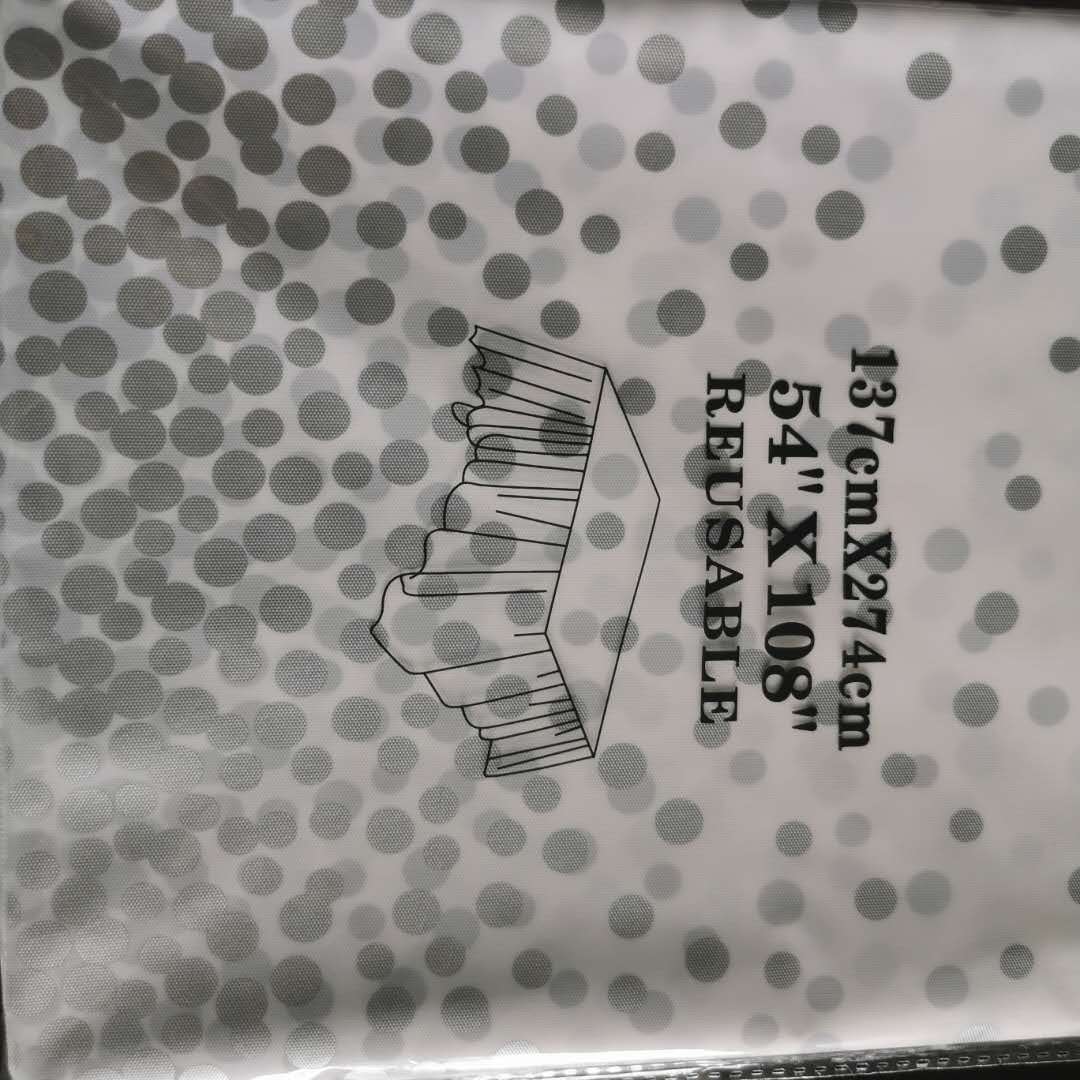 137cmX274cm
54" X 108"
REUSABLE